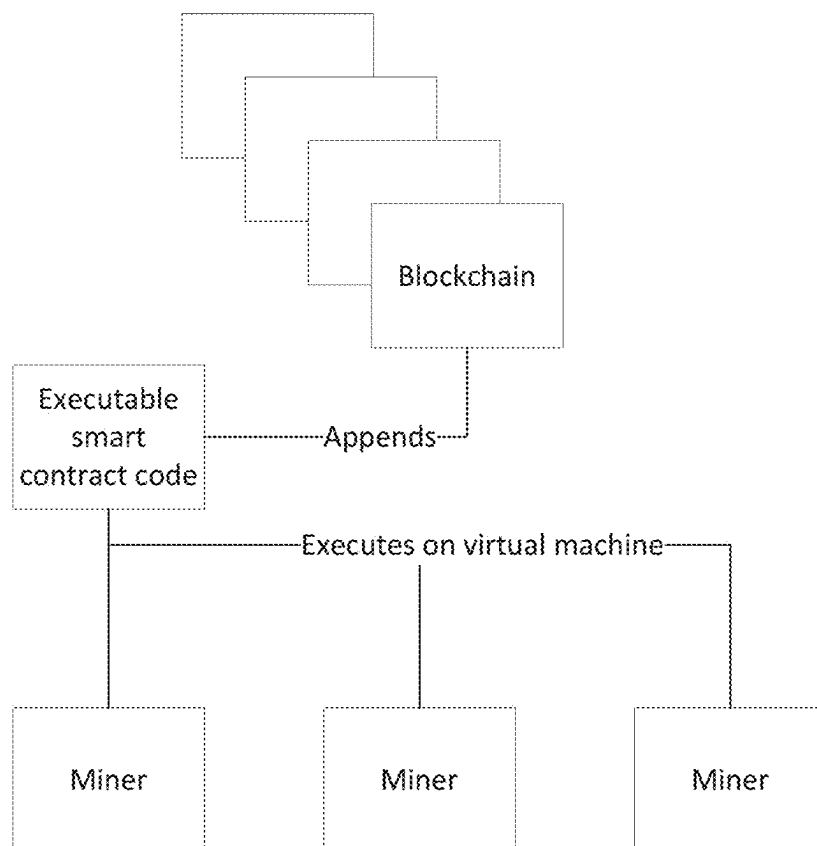 Blockchain
Executable
smart
contract code
Appends
Executes on virtual machine
Miner
Miner
Miner